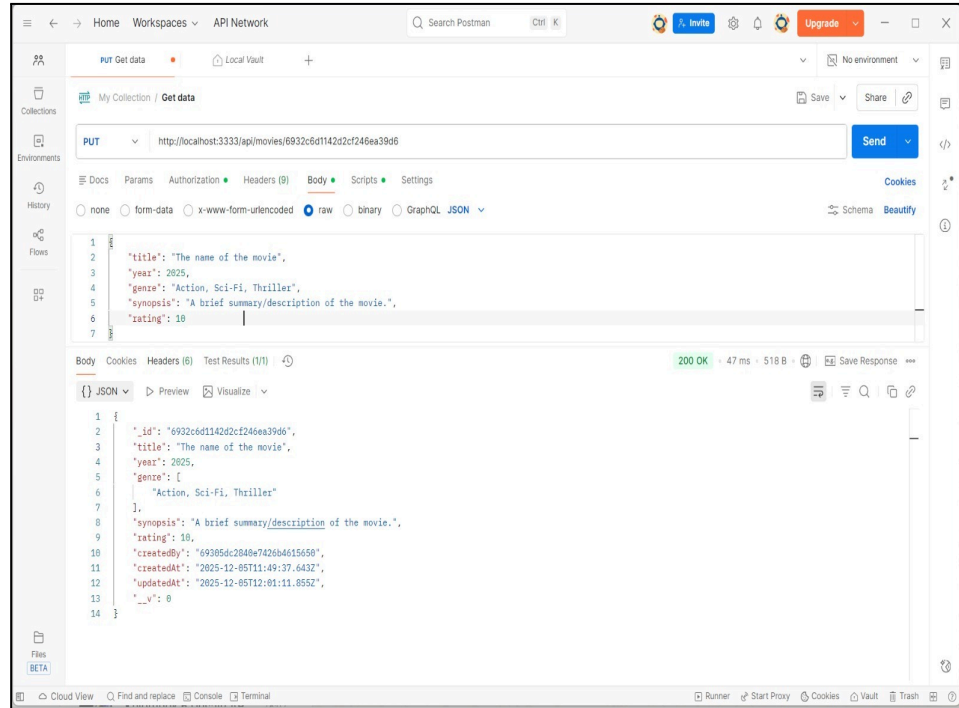 Home Workspaces API Network Search Postman Ctrl K Invite Upgrade
PUT Get data Local Vault No environment
HTTP My Collection / Get data Save Share
Collections
PUT http://localhost:3333/api/movies/6932c6d1142d2cf246ea39d6 Send
Environments
Docs Params Authorization Headers (9) Body Scripts Settings Cookies
History
none form-data x-www-form-urlencoded raw binary GraphQL JSON Schema Beautify
Flows
1 {
2 "title": "The name of the movie",
3 "year": 2025,
4 "genre": "Action, Sci-Fi, Thriller",
5 "synopsis": "A brief summary/description of the movie.",
6 "rating": 10
7 }
Body Cookies Headers (6) Test Results (1/1) 200 OK 47 ms 518 B e.g. Save Response
{} JSON Preview Visualize
1 {
2 "_id": "6932c6d1142d2cf246ea39d6",
3 "title": "The name of the movie",
4 "year": 2025,
5 "genre": [
6 "Action, Sci-Fi, Thriller"
7 ],
8 "synopsis": "A brief summary/description of the movie.",
9 "rating": 10,
10 "createdBy": "69305dc2840e7426b4615650",
11 "createdAt": "2025-12-05T11:49:37.643Z",
12 "updatedAt": "2025-12-05T12:01:11.855Z",
13 "__v": 0
14 }
Files
BETA
Cloud View Find and replace Console Terminal Runner Start Proxy Cookies Vault Trash